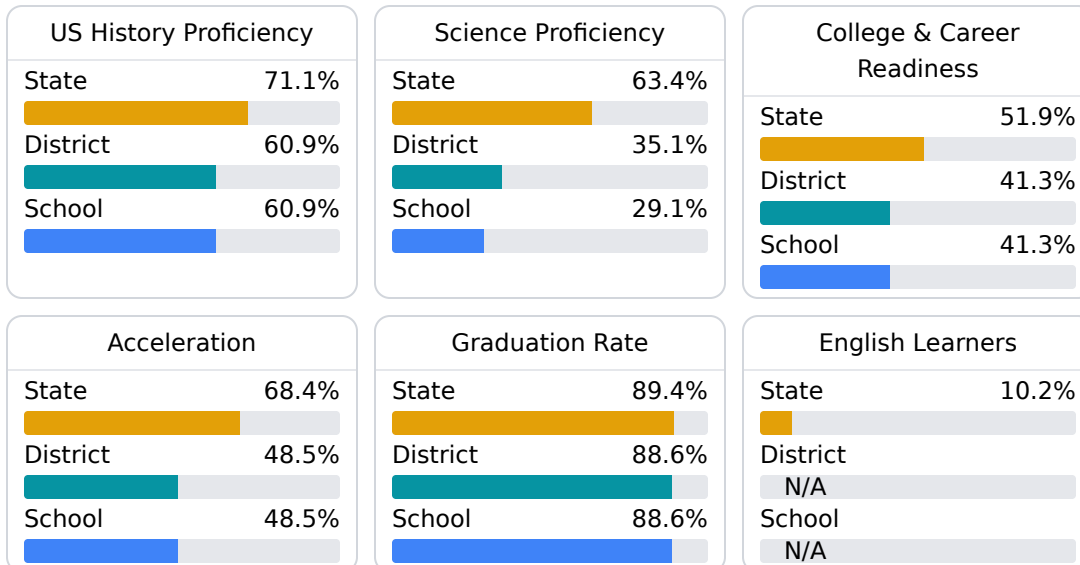 US History Proficiency
State 71.1%
District 60.9%
School 60.9%
Science Proficiency
State 63.4%
District 35.1%
School 29.1%
College & Career
Readiness
State 51.9%
District 41.3%
School 41.3%
Acceleration
State 68.4%
District 48.5%
School 48.5%
Graduation Rate
State 89.4%
District 88.6%
School 88.6%
English Learners
State 10.2%
District
N/A
School
N/A